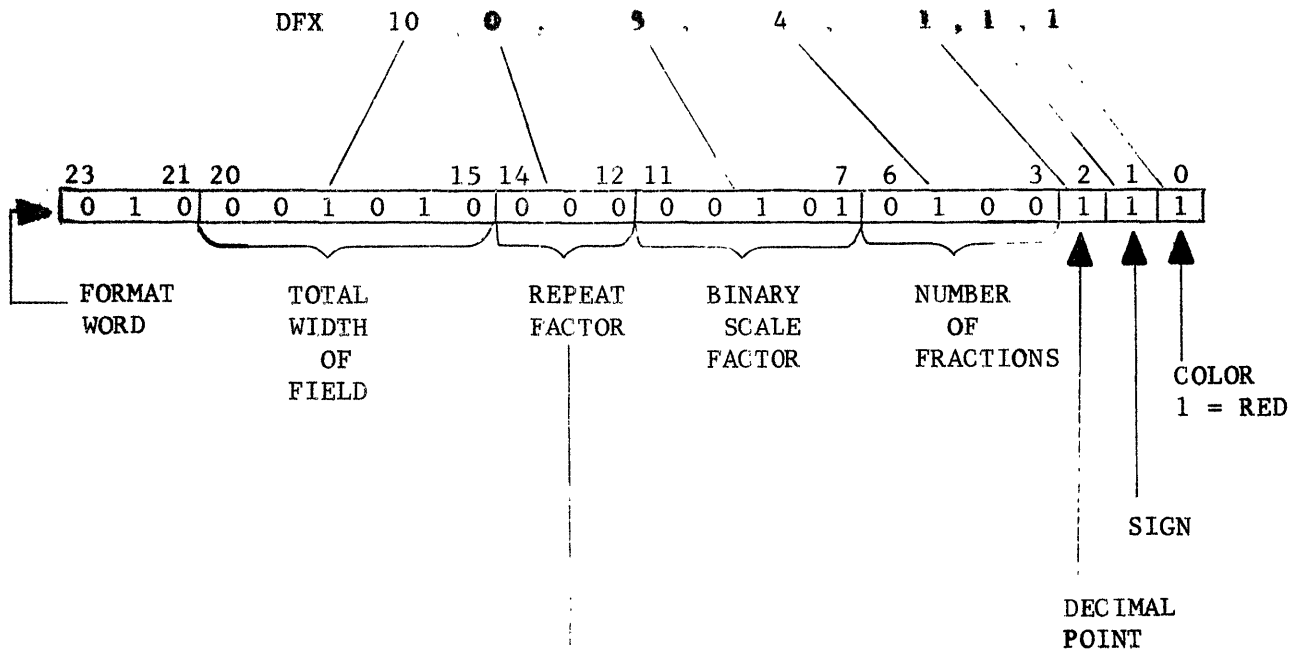 DFX 10 , 0 , 5 , 4 , 1 , 1 , 1
23 21 20 15 14 12 11 7 6 3 2 1 0
0 1 0 0 0 1 0 1 0 0 0 0 0 0 1 0 1 0 1 0 0 1 1 1
FORMAT WORD
TOTAL WIDTH OF FIELD
REPEAT FACTOR
BINARY SCALE FACTOR
NUMBER OF FRACTIONS
COLOR
1 = RED
SIGN
DECIMAL POINT